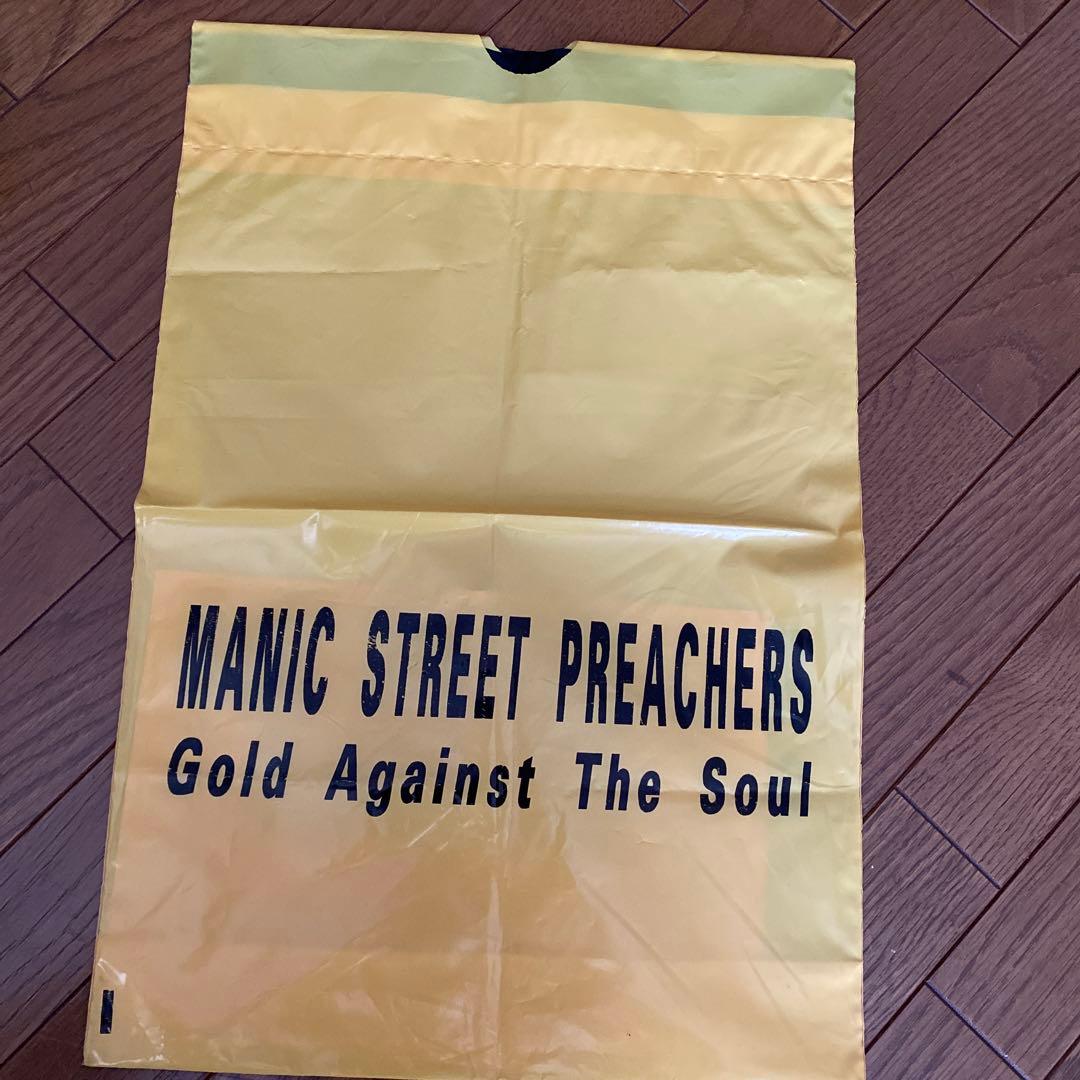 MANIC STREET PREACHERS
Gold Against The Soul